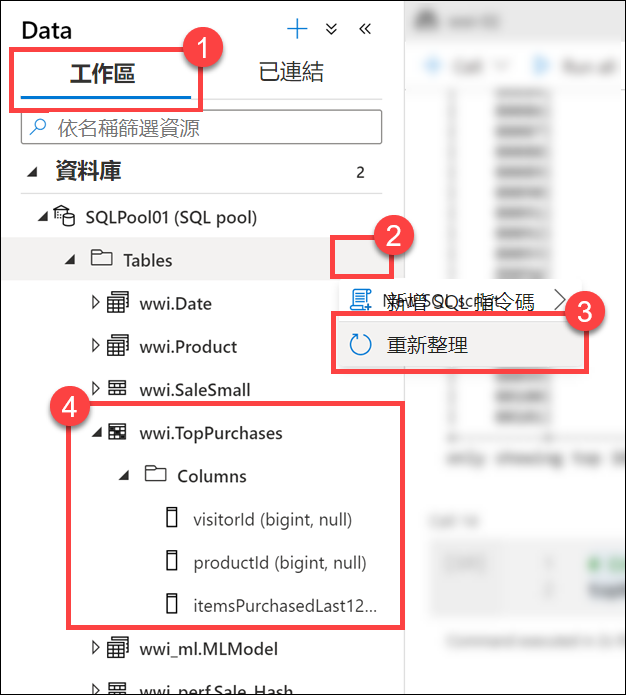 Data
1
工作區
已連結
依名稱篩選資源
資料庫 2
SQLPool01 (SQL pool)
2
Tables
wwi.Date
新增 SQL 指令碼
3
wwi.Product
重新整理
wwi.SaleSmall
4
wwi.TopPurchases
Columns
visitorId (bigint, null)
productId (bigint, null)
itemsPurchasedLast12...
wwi_ml.MLModel
wwi_perf.Sale_Hash